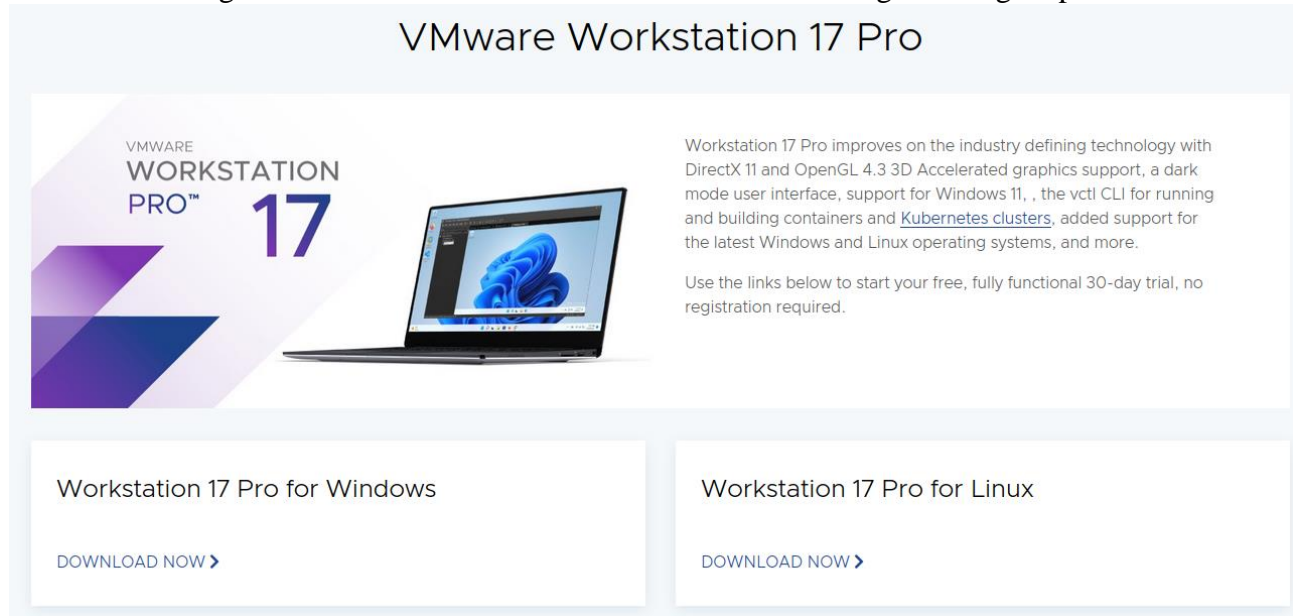 VMware Workstation 17 Pro
VMWARE
WORKSTATION
PRO™ 17
Workstation 17 Pro improves on the industry defining technology with
DirectX 11 and OpenGL 4.3 3D Accelerated graphics support, a dark
mode user interface, support for Windows 11, , the vctl CLI for running
and building containers and Kubernetes clusters, added support for
the latest Windows and Linux operating systems, and more.
Use the links below to start your free, fully functional 30-day trial, no
registration required.
Workstation 17 Pro for Windows
DOWNLOAD NOW >
Workstation 17 Pro for Linux
DOWNLOAD NOW >